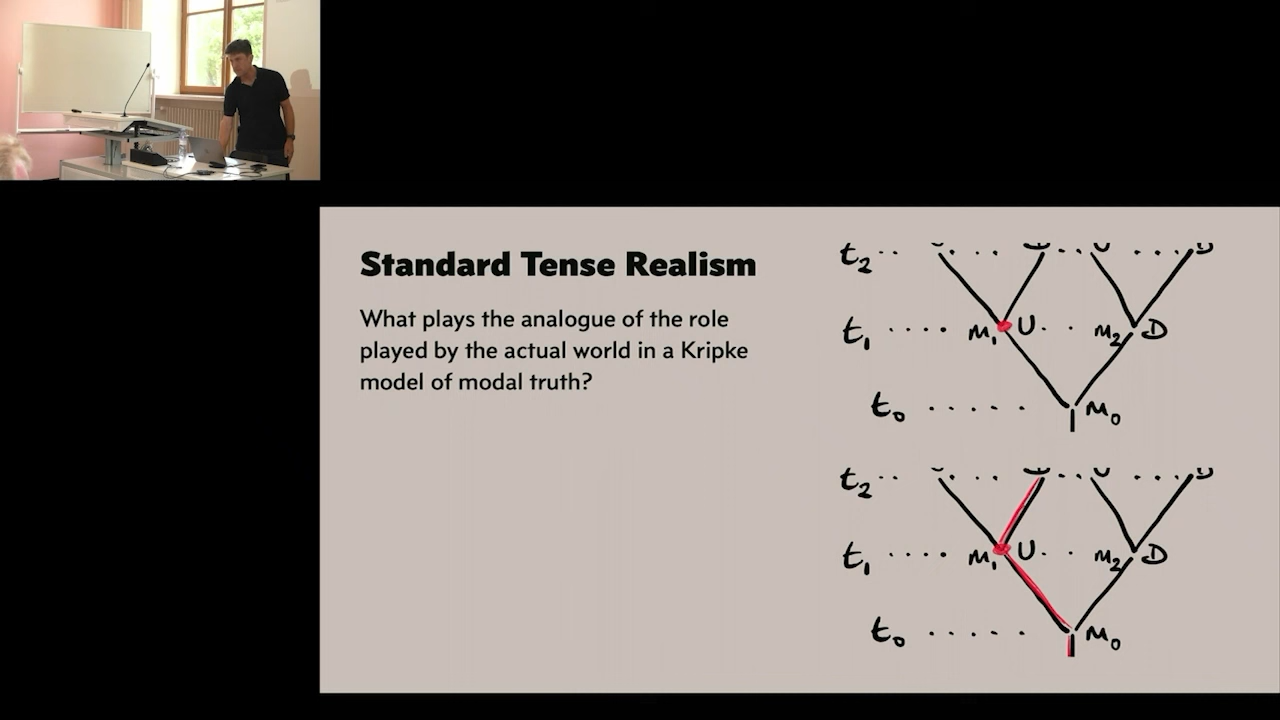 Standard Tense Realism
What plays the analogue of the role
played by the actual world in a Kripke
model of modal truth?
t₂
t₁ M₁ U M₂ D
t₀ M₀
t₂
t₁ M₁ U M₂ D
t₀ M₀